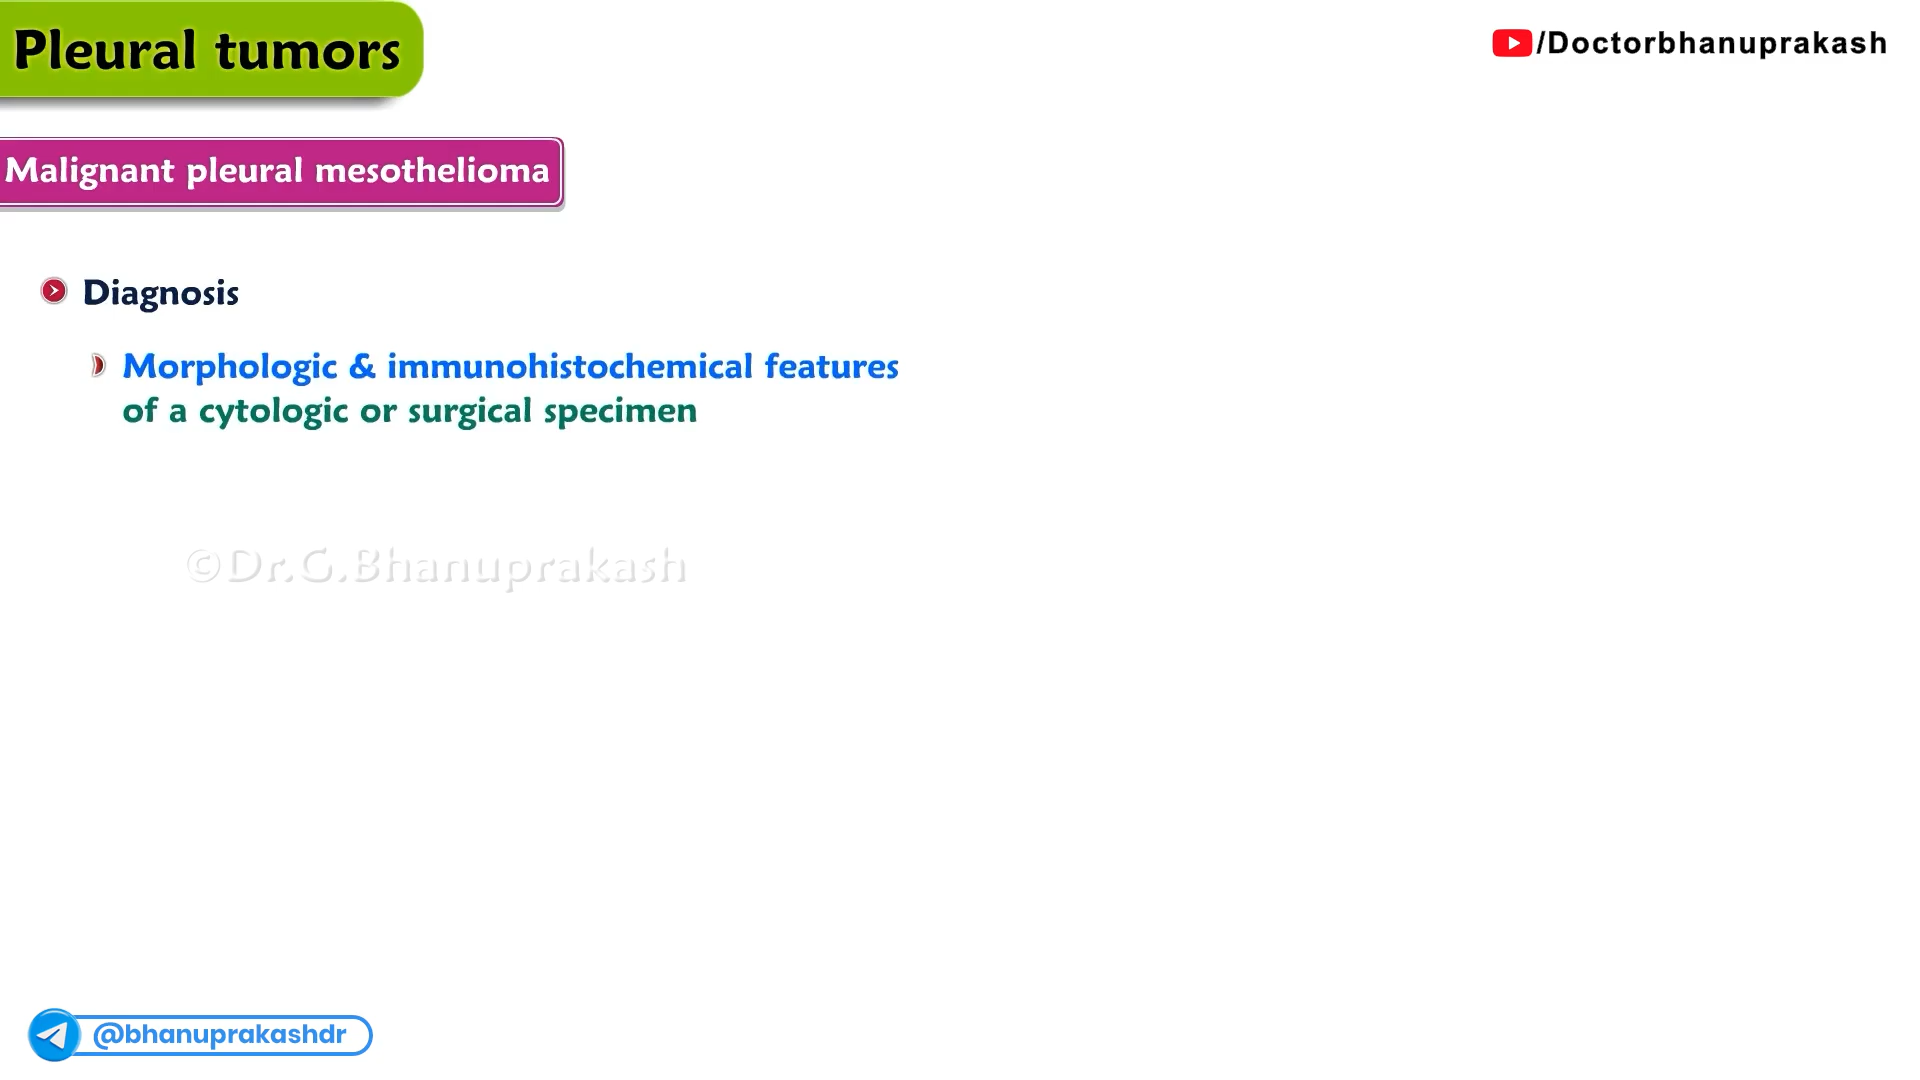 Pleural tumors
/Doctorbhanuprakash
Malignant pleural mesothelioma
Diagnosis
Morphologic & immunohistochemical features
of a cytologic or surgical specimen
©Dr.G.Bhanuprakash
@bhanuprakashdr